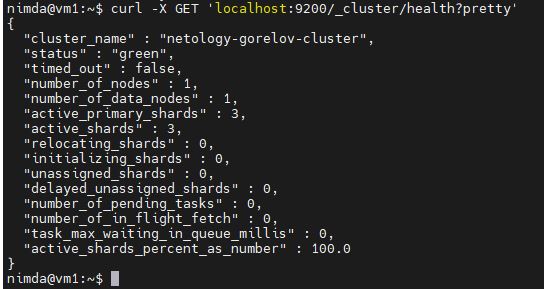 nimda@vm1:~$ curl -X GET 'localhost:9200/_cluster/health?pretty'
{
  "cluster_name" : "netology-gorelov-cluster",
  "status" : "green",
  "timed_out" : false,
  "number_of_nodes" : 1,
  "number_of_data_nodes" : 1,
  "active_primary_shards" : 3,
  "active_shards" : 3,
  "relocating_shards" : 0,
  "initializing_shards" : 0,
  "unassigned_shards" : 0,
  "delayed_unassigned_shards" : 0,
  "number_of_pending_tasks" : 0,
  "number_of_in_flight_fetch" : 0,
  "task_max_waiting_in_queue_millis" : 0,
  "active_shards_percent_as_number" : 100.0
}
nimda@vm1:~$